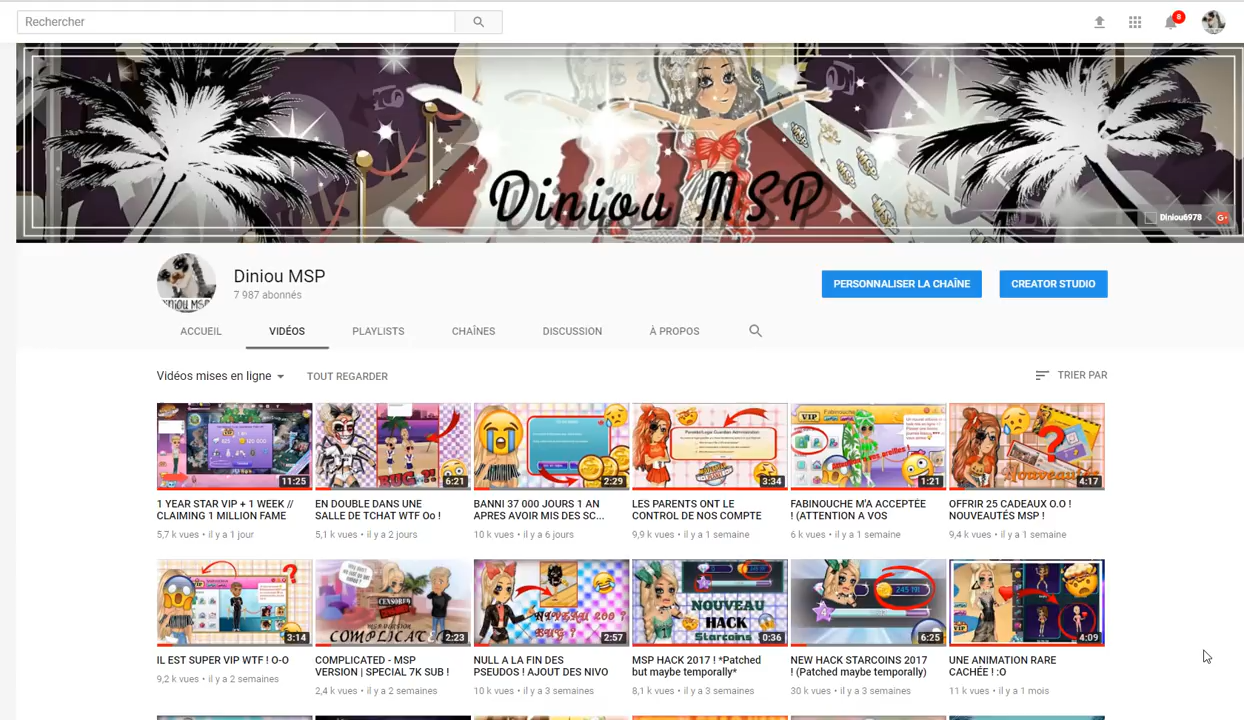 Rechercher
8
Diniou MSP
Diniou6978
Diniou MSP
7 987 abonnés
PERSONNALISER LA CHAÎNE
CREATOR STUDIO
ACCUEIL
VIDÉOS
PLAYLISTS
CHAÎNES
DISCUSSION
À PROPOS
Vidéos mises en ligne
TOUT REGARDER
TRIER PAR
11:25
6:21
2:29
3:34
1:21
4:17
1 YEAR STAR VIP + 1 WEEK //
CLAIMING 1 MILLION FAME
5,7 k vues • il y a 1 jour
EN DOUBLE DANS UNE
SALLE DE TCHAT WTF Oo !
5,1 k vues • il y a 2 jours
BANNI 37 000 JOURS 1 AN
APRES AVOIR MIS DES SC...
10 k vues • il y a 6 jours
LES PARENTS ONT LE
CONTROL DE NOS COMPTE
9,9 k vues • il y a 1 semaine
FABINOUCHE M'A ACCEPTÉE
! (ATTENTION A VOS
6 k vues • il y a 1 semaine
OFFRIR 25 CADEAUX O.O !
NOUVEAUTÉS MSP !
9,4 k vues • il y a 1 semaine
CENSORED
COMPLICATED
NOUVEAU
HACK
Starcoins
3:14
2:23
2:57
0:36
6:25
4:09
IL EST SUPER VIP WTF ! O-O
9,2 k vues • il y a 2 semaines
COMPLICATED - MSP
VERSION | SPECIAL 7K SUB !
2,4 k vues • il y a 2 semaines
NULL A LA FIN DES
PSEUDOS ! AJOUT DES NIVO
10 k vues • il y a 3 semaines
MSP HACK 2017 ! *Patched
but maybe temporally*
8,1 k vues • il y a 3 semaines
NEW HACK STARCOINS 2017
! (Patched maybe temporally)
30 k vues • il y a 3 semaines
UNE ANIMATION RARE
CACHÉE ! :O
11 k vues • il y a 1 mois